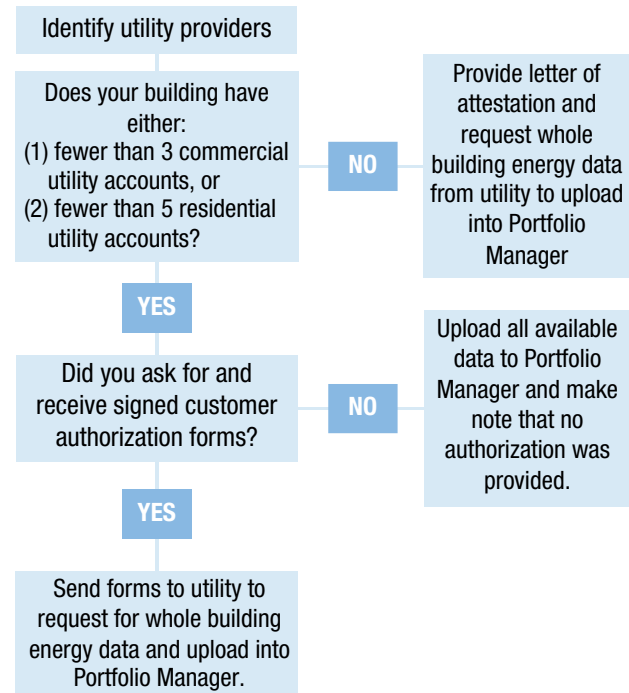 Identify utility providers
Does your building have
either:
(1) fewer than 3 commercial
utility accounts, or
(2) fewer than 5 residential
utility accounts?
NO
Provide letter of
attestation and
request whole
building energy data
from utility to upload
into Portfolio
Manager
YES
Did you ask for and
receive signed customer
authorization forms?
NO
Upload all available
data to Portfolio
Manager and make
note that no
authorization was
provided.
YES
Send forms to utility to
request for whole building
energy data and upload into
Portfolio Manager.